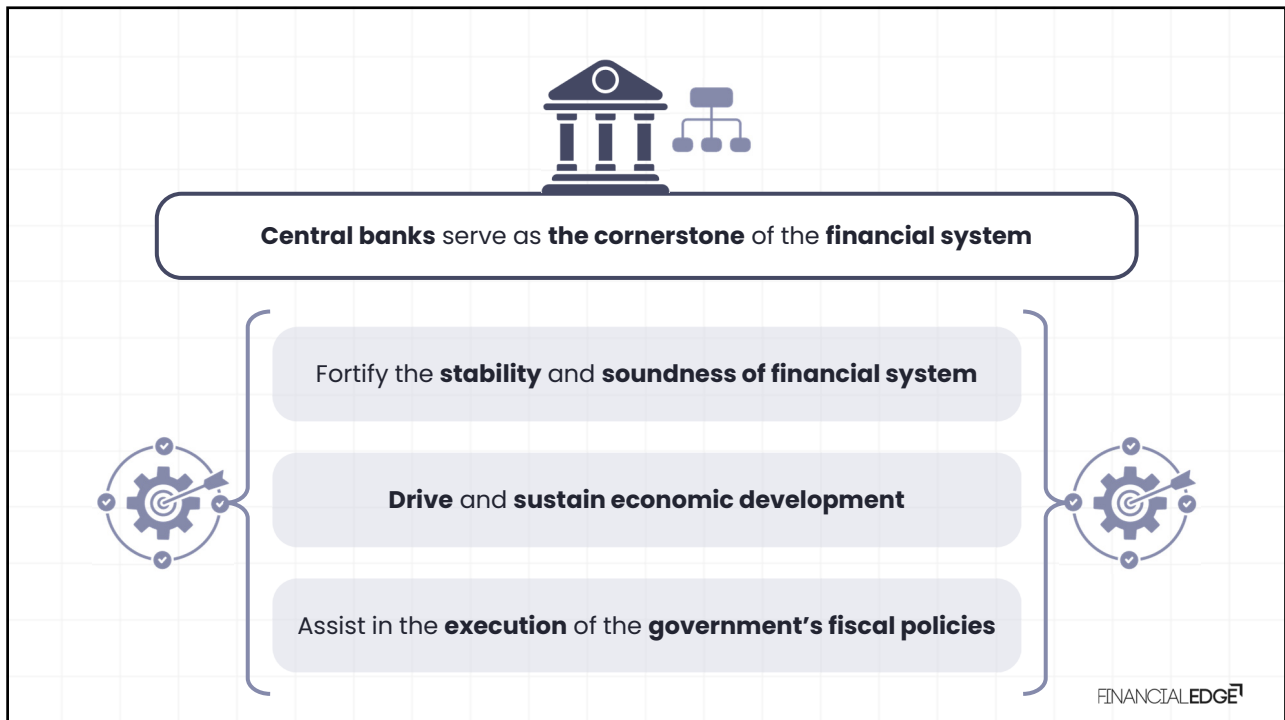 Central banks serve as the cornerstone of the financial system
Fortify the stability and soundness of financial system
Drive and sustain economic development
Assist in the execution of the government’s fiscal policies
FINANCIALEDGE